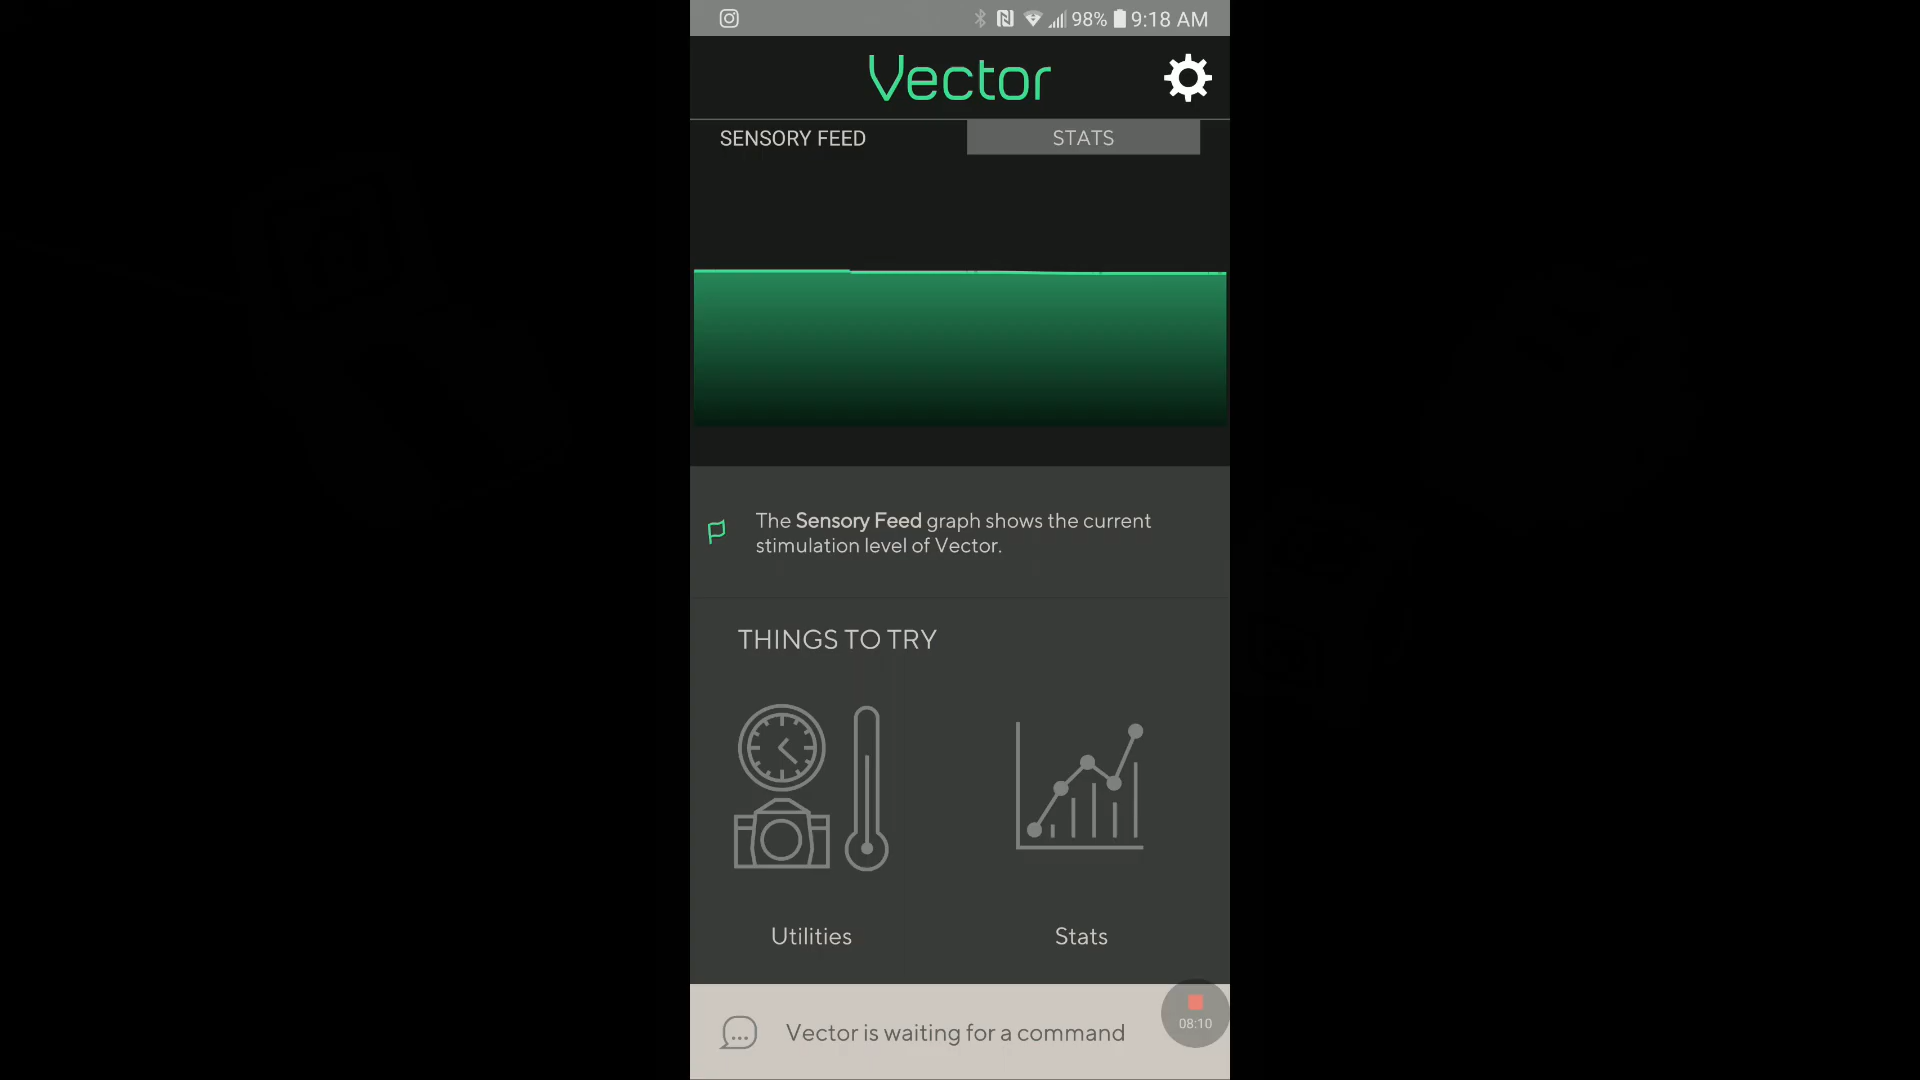 98% 9:18 AM
Vector
SENSORY FEED
STATS
The Sensory Feed graph shows the current
stimulation level of Vector.
THINGS TO TRY
Utilities
Stats
Vector is waiting for a command
08:10